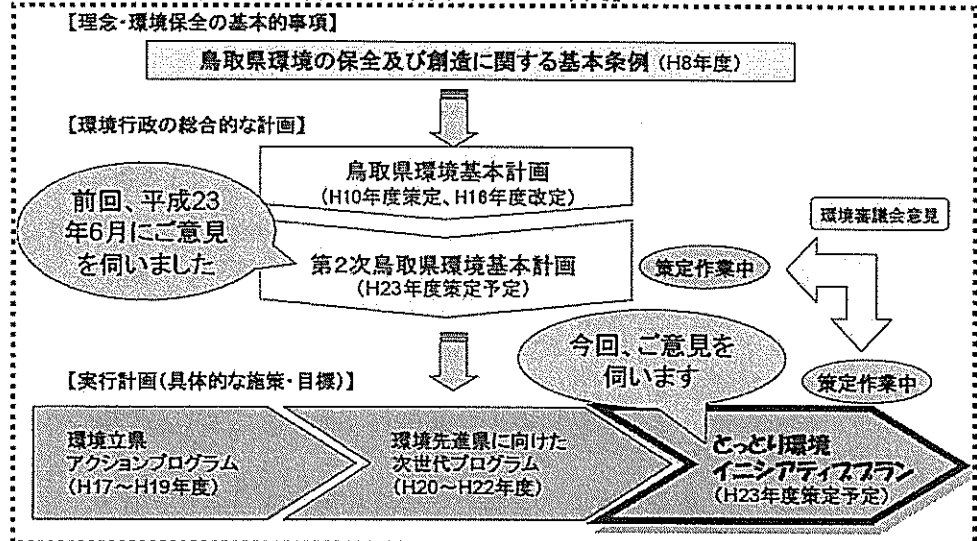 【理念・環境保全の基本的事項】
鳥取県環境の保全及び創造に関する基本条例 (H8年度)
【環境行政の総合的な計画】
鳥取県環境基本計画
(H10年度策定、H16年度改定)
前回、平成23
年6月にご意見
を伺いました
環境審議会意見
第2次鳥取県環境基本計画
(H23年度策定予定)
策定作業中
今回、ご意見を
伺います
策定作業中
【実行計画(具体的な施策・目標)】
環境立県
アクションプログラム
(H17～H19年度)
環境先進県に向けた
次世代プログラム
(H20～H22年度)
とっとり環境
イニシアティブプラン
(H23年度策定予定)